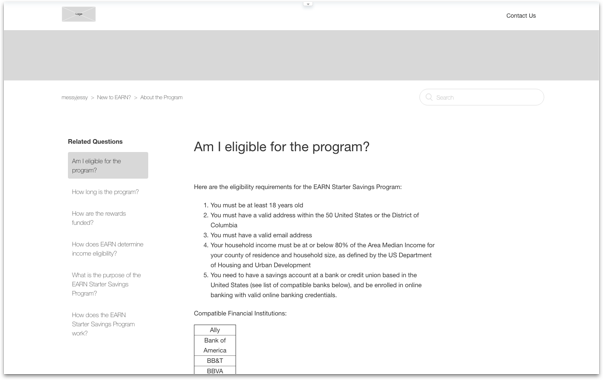 Contact Us
messyjessy > New to EARN? > About the Program
Search
Related Questions
Am I eligible for the
program?
How long is the program?
How are the rewards
funded?
How does EARN determine
income eligibility?
What is the purpose of the
EARN Starter Savings
Program?
How does the EARN
Starter Savings Program
work?
Am I eligible for the program?
Here are the eligibility requirements for the EARN Starter Savings Program:
1. You must be at least 18 years old
2. You must have a valid address within the 50 United States or the District of
Columbia
3. You must have a valid email address
4. Your household income must be at or below 80% of the Area Median Income for
your county of residence and household size, as defined by the US Department
of Housing and Urban Development
5. You need to have a savings account at a bank or credit union based in the
United States (see list of compatible banks below), and be enrolled in online
banking with valid online banking credentials.
Compatible Financial Institutions:
Ally
Bank of
America
BB&T
BBVA